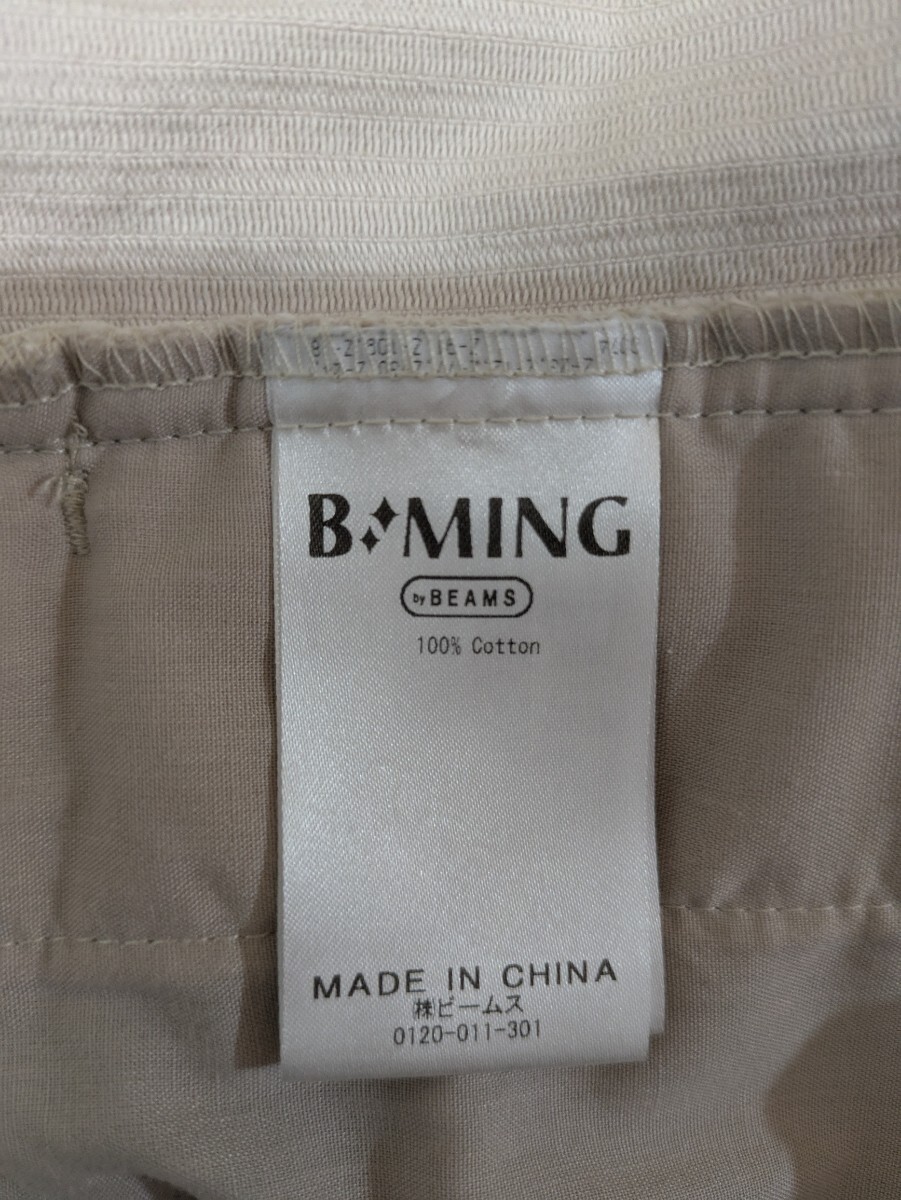 B MING
by BEAMS
100% Cotton
MADE IN CHINA
㈱ビームス
0120-011-301